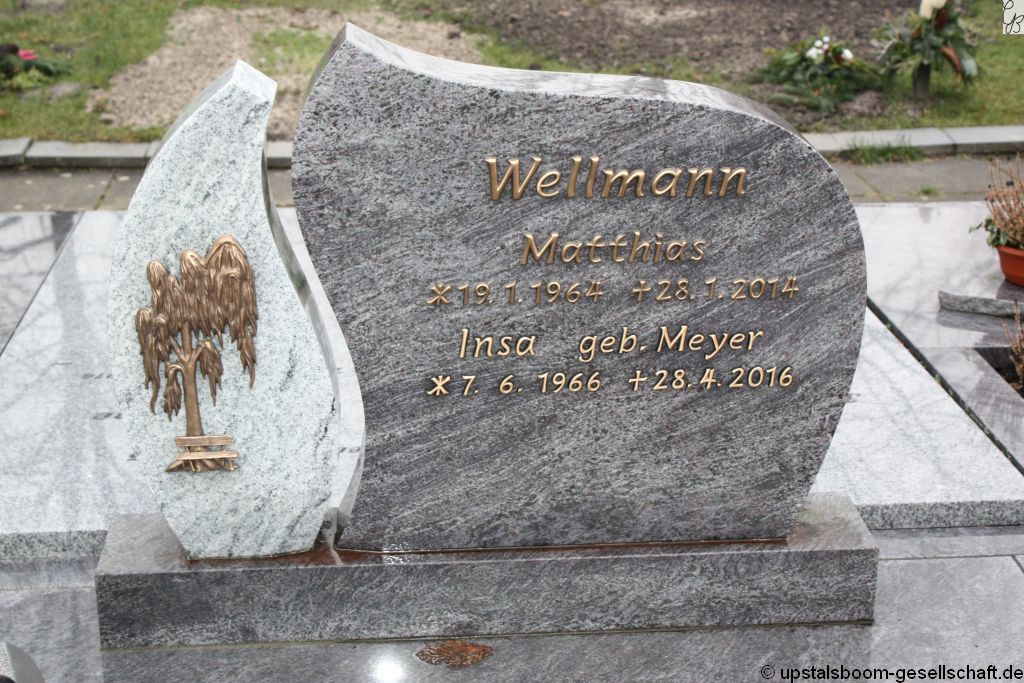 Wellmann
Matthias
* 19. 1. 1964 † 28. 1. 2014
Insa geb. Meyer
* 7. 6. 1966 † 28. 4. 2016
© upstalsboom-gesellschaft.de